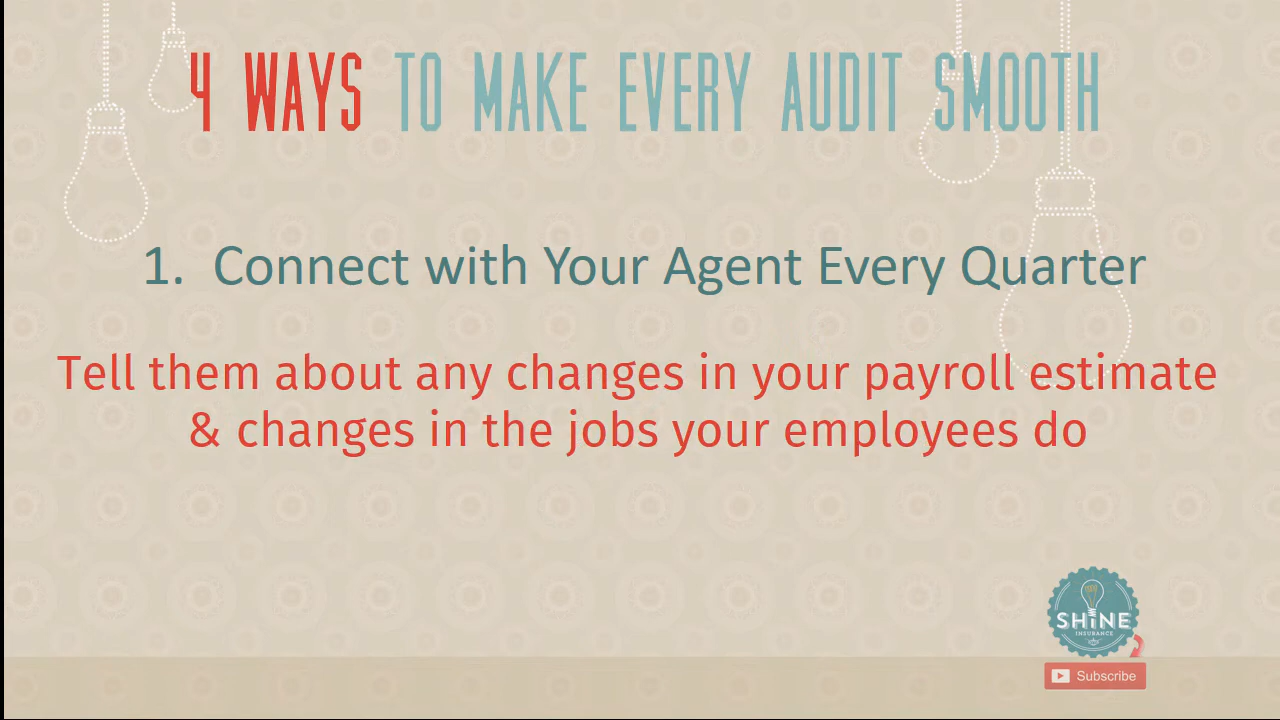 4 WAYS TO MAKE EVERY AUDIT SMOOTH
1. Connect with Your Agent Every Quarter
Tell them about any changes in your payroll estimate
& changes in the jobs your employees do
SHINE
INSURANCE
Subscribe